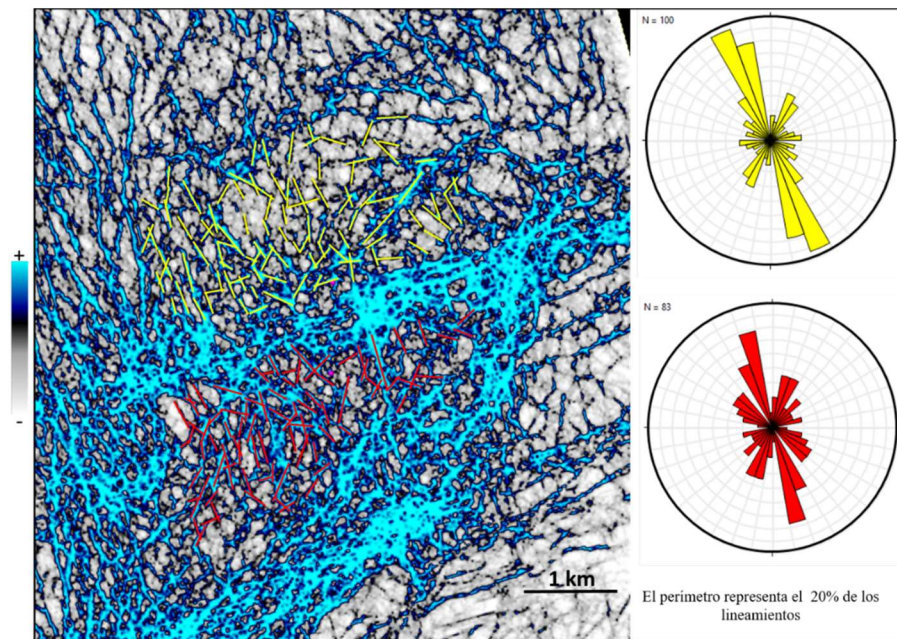 N = 100
+
-
N = 83
1 km
El perimetro representa el 20% de los
lineamientos